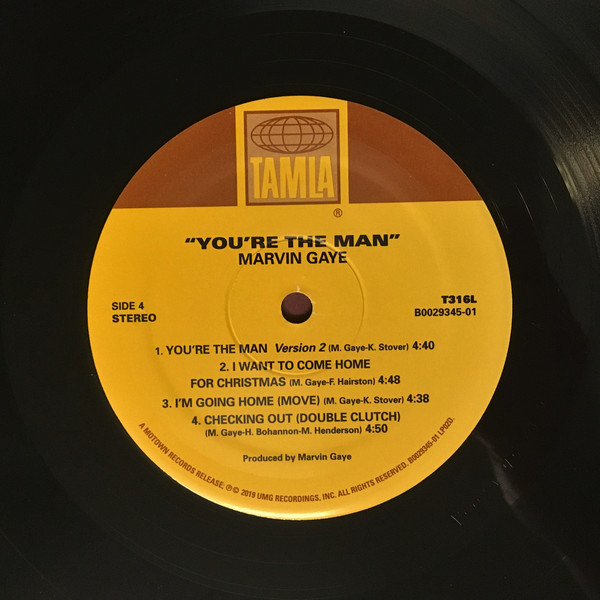 TAMLA
®
"YOU'RE THE MAN"
MARVIN GAYE
SIDE 4
STEREO
T316L
B0029345-01
1. YOU'RE THE MAN Version 2 (M. Gaye-K. Stover) 4:40
2. I WANT TO COME HOME
FOR CHRISTMAS (M. Gaye-F. Hairston) 4:48
3. I'M GOING HOME (MOVE) (M. Gaye-K. Stover) 4:38
4. CHECKING OUT (DOUBLE CLUTCH)
(M. Gaye-H. Bohannon-M. Henderson) 4:50
Produced by Marvin Gaye
A MOTOWN RECORDS RELEASE; ℗© 2019 UMG RECORDINGS, INC. ALL RIGHTS RESERVED. B0029345-01 LP02D.